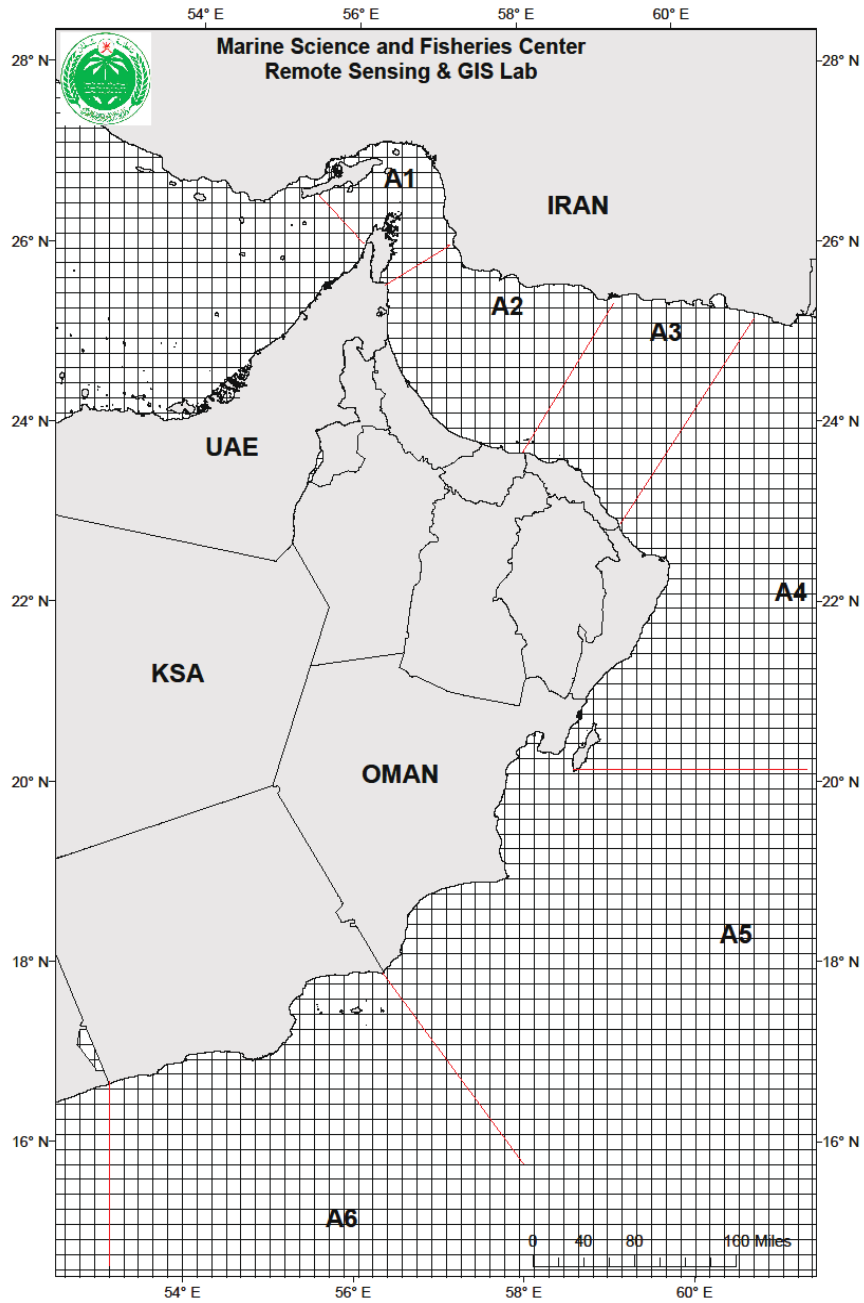 54° E 56° E 58° E 60° E
Marine Science and Fisheries Center
Remote Sensing & GIS Lab
28° N 28° N
A1
IRAN
26° N 26° N
A2
A3
24° N 24° N
UAE
22° N 22° N
A4
KSA
OMAN
20° N 20° N
A5
18° N 18° N
16° N 16° N
A6
0 40 80 160 Miles
54° E 56° E 58° E 60° E